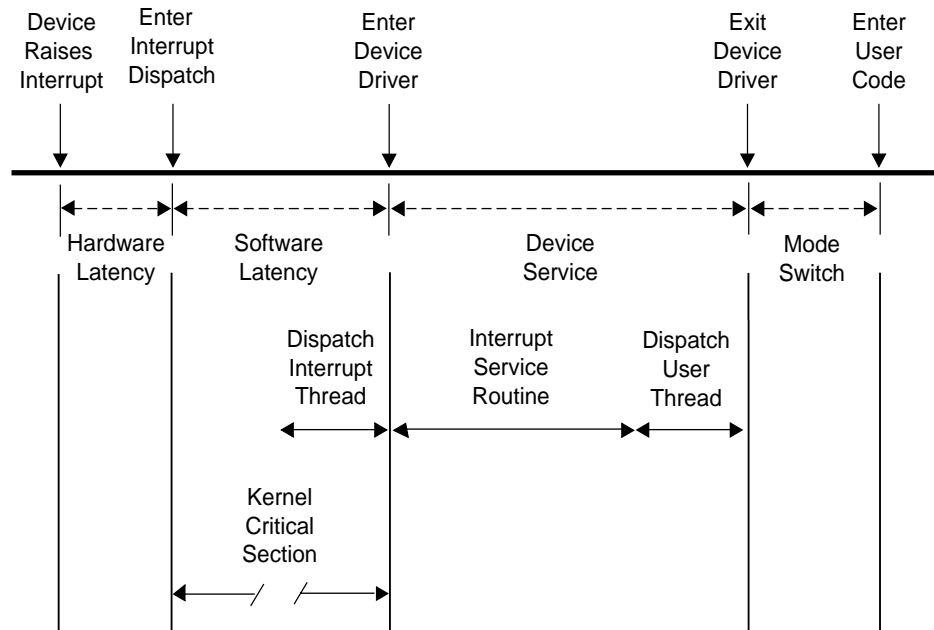 Device
Raises
Interrupt
Enter
Interrupt
Dispatch
Enter
Device
Driver
Exit
Device
Driver
Enter
User
Code
Hardware
Latency
Software
Latency
Device
Service
Mode
Switch
Dispatch
Interrupt
Thread
Interrupt
Service
Routine
Dispatch
User
Thread
Kernel
Critical
Section